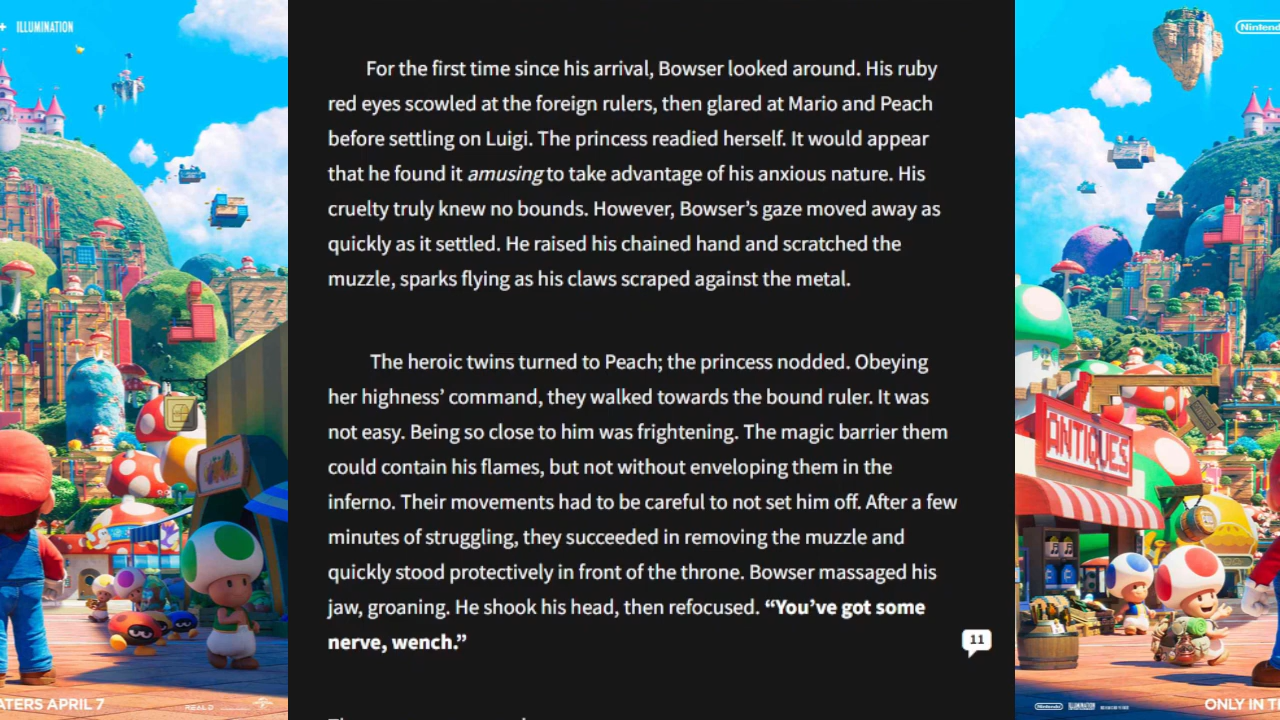 ILLUMINATION
Nintend
For the first time since his arrival, Bowser looked around. His ruby
red eyes scowled at the foreign rulers, then glared at Mario and Peach
before settling on Luigi. The princess readied herself. It would appear
that he found it amusing to take advantage of his anxious nature. His
cruelty truly knew no bounds. However, Bowser’s gaze moved away as
quickly as it settled. He raised his chained hand and scratched the
muzzle, sparks flying as his claws scraped against the metal.
The heroic twins turned to Peach; the princess nodded. Obeying
her highness’ command, they walked towards the bound ruler. It was
not easy. Being so close to him was frightening. The magic barrier them
could contain his flames, but not without enveloping them in the
inferno. Their movements had to be careful to not set him off. After a few
minutes of struggling, they succeeded in removing the muzzle and
quickly stood protectively in front of the throne. Bowser massaged his
jaw, groaning. He shook his head, then refocused. “You’ve got some
nerve, wench.”
11
ANTIQUES
ATERS APRIL 7
REALD
Nintendo
ILLUMINATION
ONLY IN T